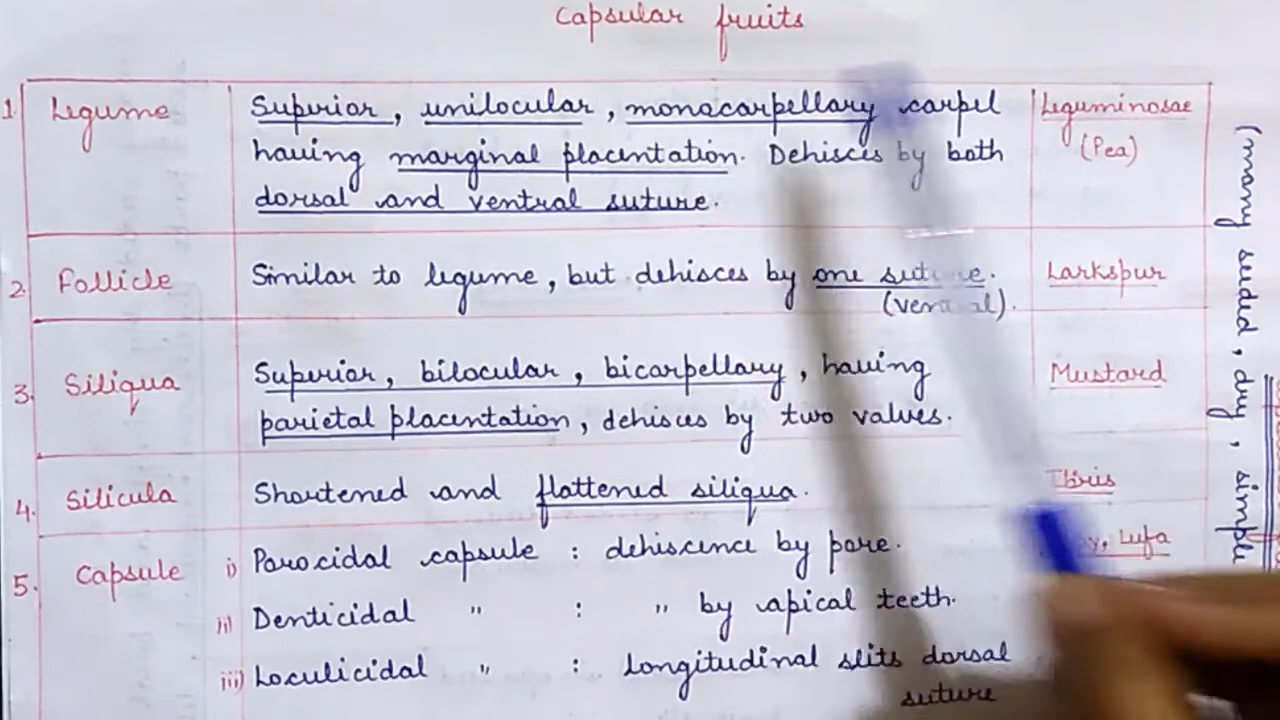 Capsular fruits
1. Legume Superior, unilocular, monocarpellary carpel Leguminosae
having marginal placentation. Dehisces by both (Pea)
dorsal and ventral suture.
2. Follicle Similar to legume, but dehisces by one suture. Larkspur
(ventral).
3. Siliqua Superior, bilocular, bicarpellary, having Mustard
parietal placentation, dehisces by two valves.
4. Silicula Shortened and flattened siliqua. Ibris
5. Capsule i) Porocidal capsule : dehiscence by pore. Lufa
ii) Denticidal " : " by apical teeth.
iii) Loculicidal " : longitudinal slits dorsal
suture
(many seeded, dry, simple